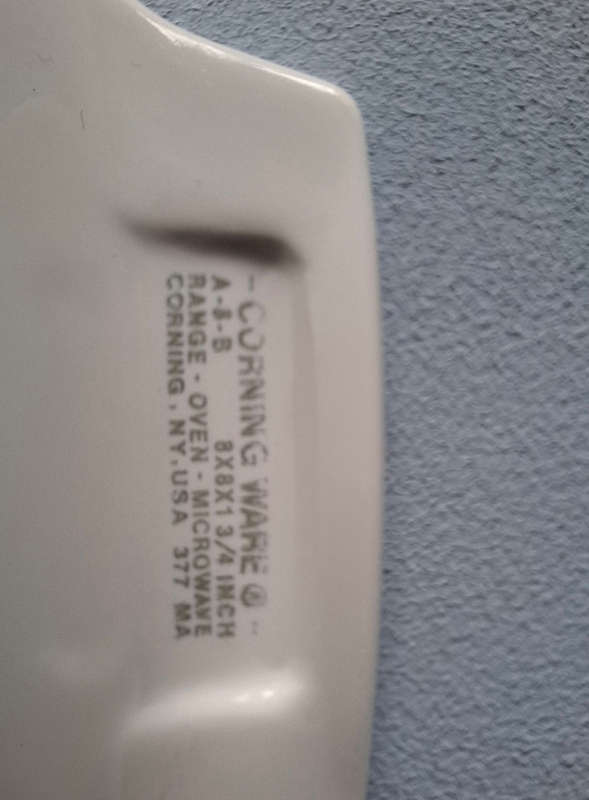 - CORNING WARE ® -
A-8-B 8X8X1 3/4 INCH
RANGE - OVEN - MICROWAVE
CORNING, NY, USA 377 MA